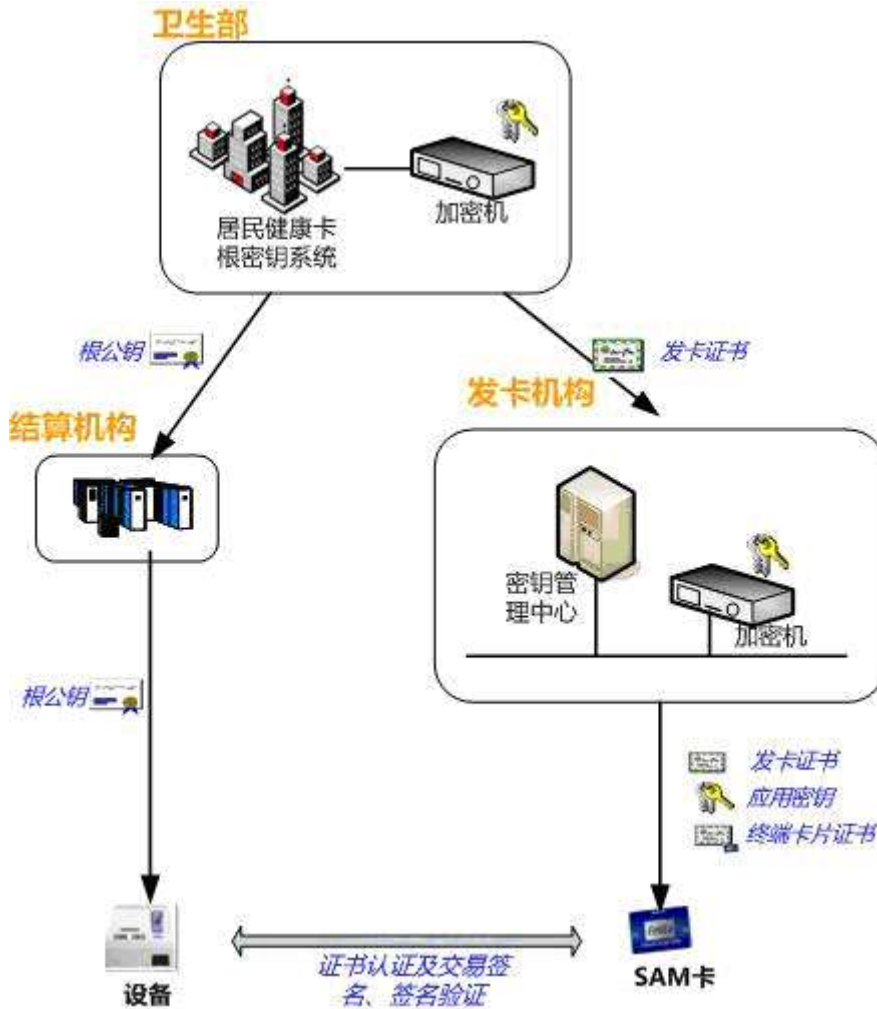 卫生部
居民健康卡
根密钥系统
加密机
根公钥
发卡证书
结算机构
发卡机构
密钥管
理中心
加密机
根公钥
发卡证书
应用密钥
终端卡片证书
证书认证及交易签
名、签名验证
设备
SAM卡